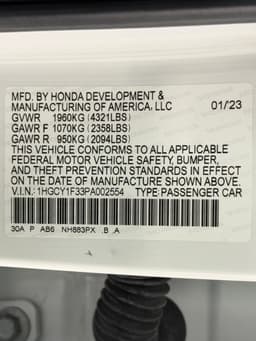 MFD. BY HONDA DEVELOPMENT &
MANUFACTURING OF AMERICA, LLC 01/23
GVWR 1960KG (4321LBS)
GAWR F 1070KG (2358LBS)
GAWR R 950KG (2094LBS)
THIS VEHICLE CONFORMS TO ALL APPLICABLE
FEDERAL MOTOR VEHICLE SAFETY, BUMPER,
AND THEFT PREVENTION STANDARDS IN EFFECT
ON THE DATE OF MANUFACTURE SHOWN ABOVE.
V.I.N.: 1HGCY1F33PA002554 TYPE:PASSENGER CAR
30A P AB6 NH883PX .B .A